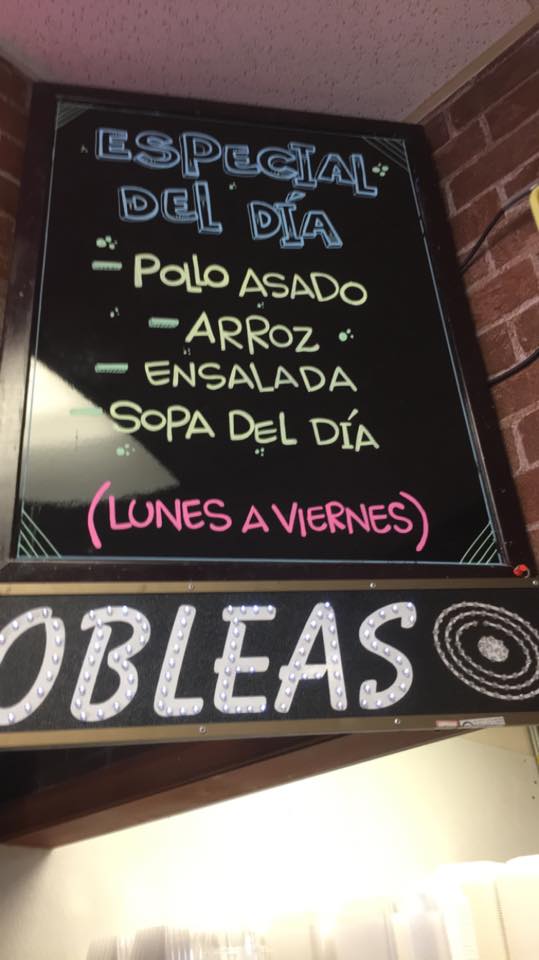 ESPECIAL
DEL DÍA
- POLLO ASADO
- ARROZ
- ENSALADA
- SOPA DEL DÍA
(LUNES A VIERNES)
OBLEAS